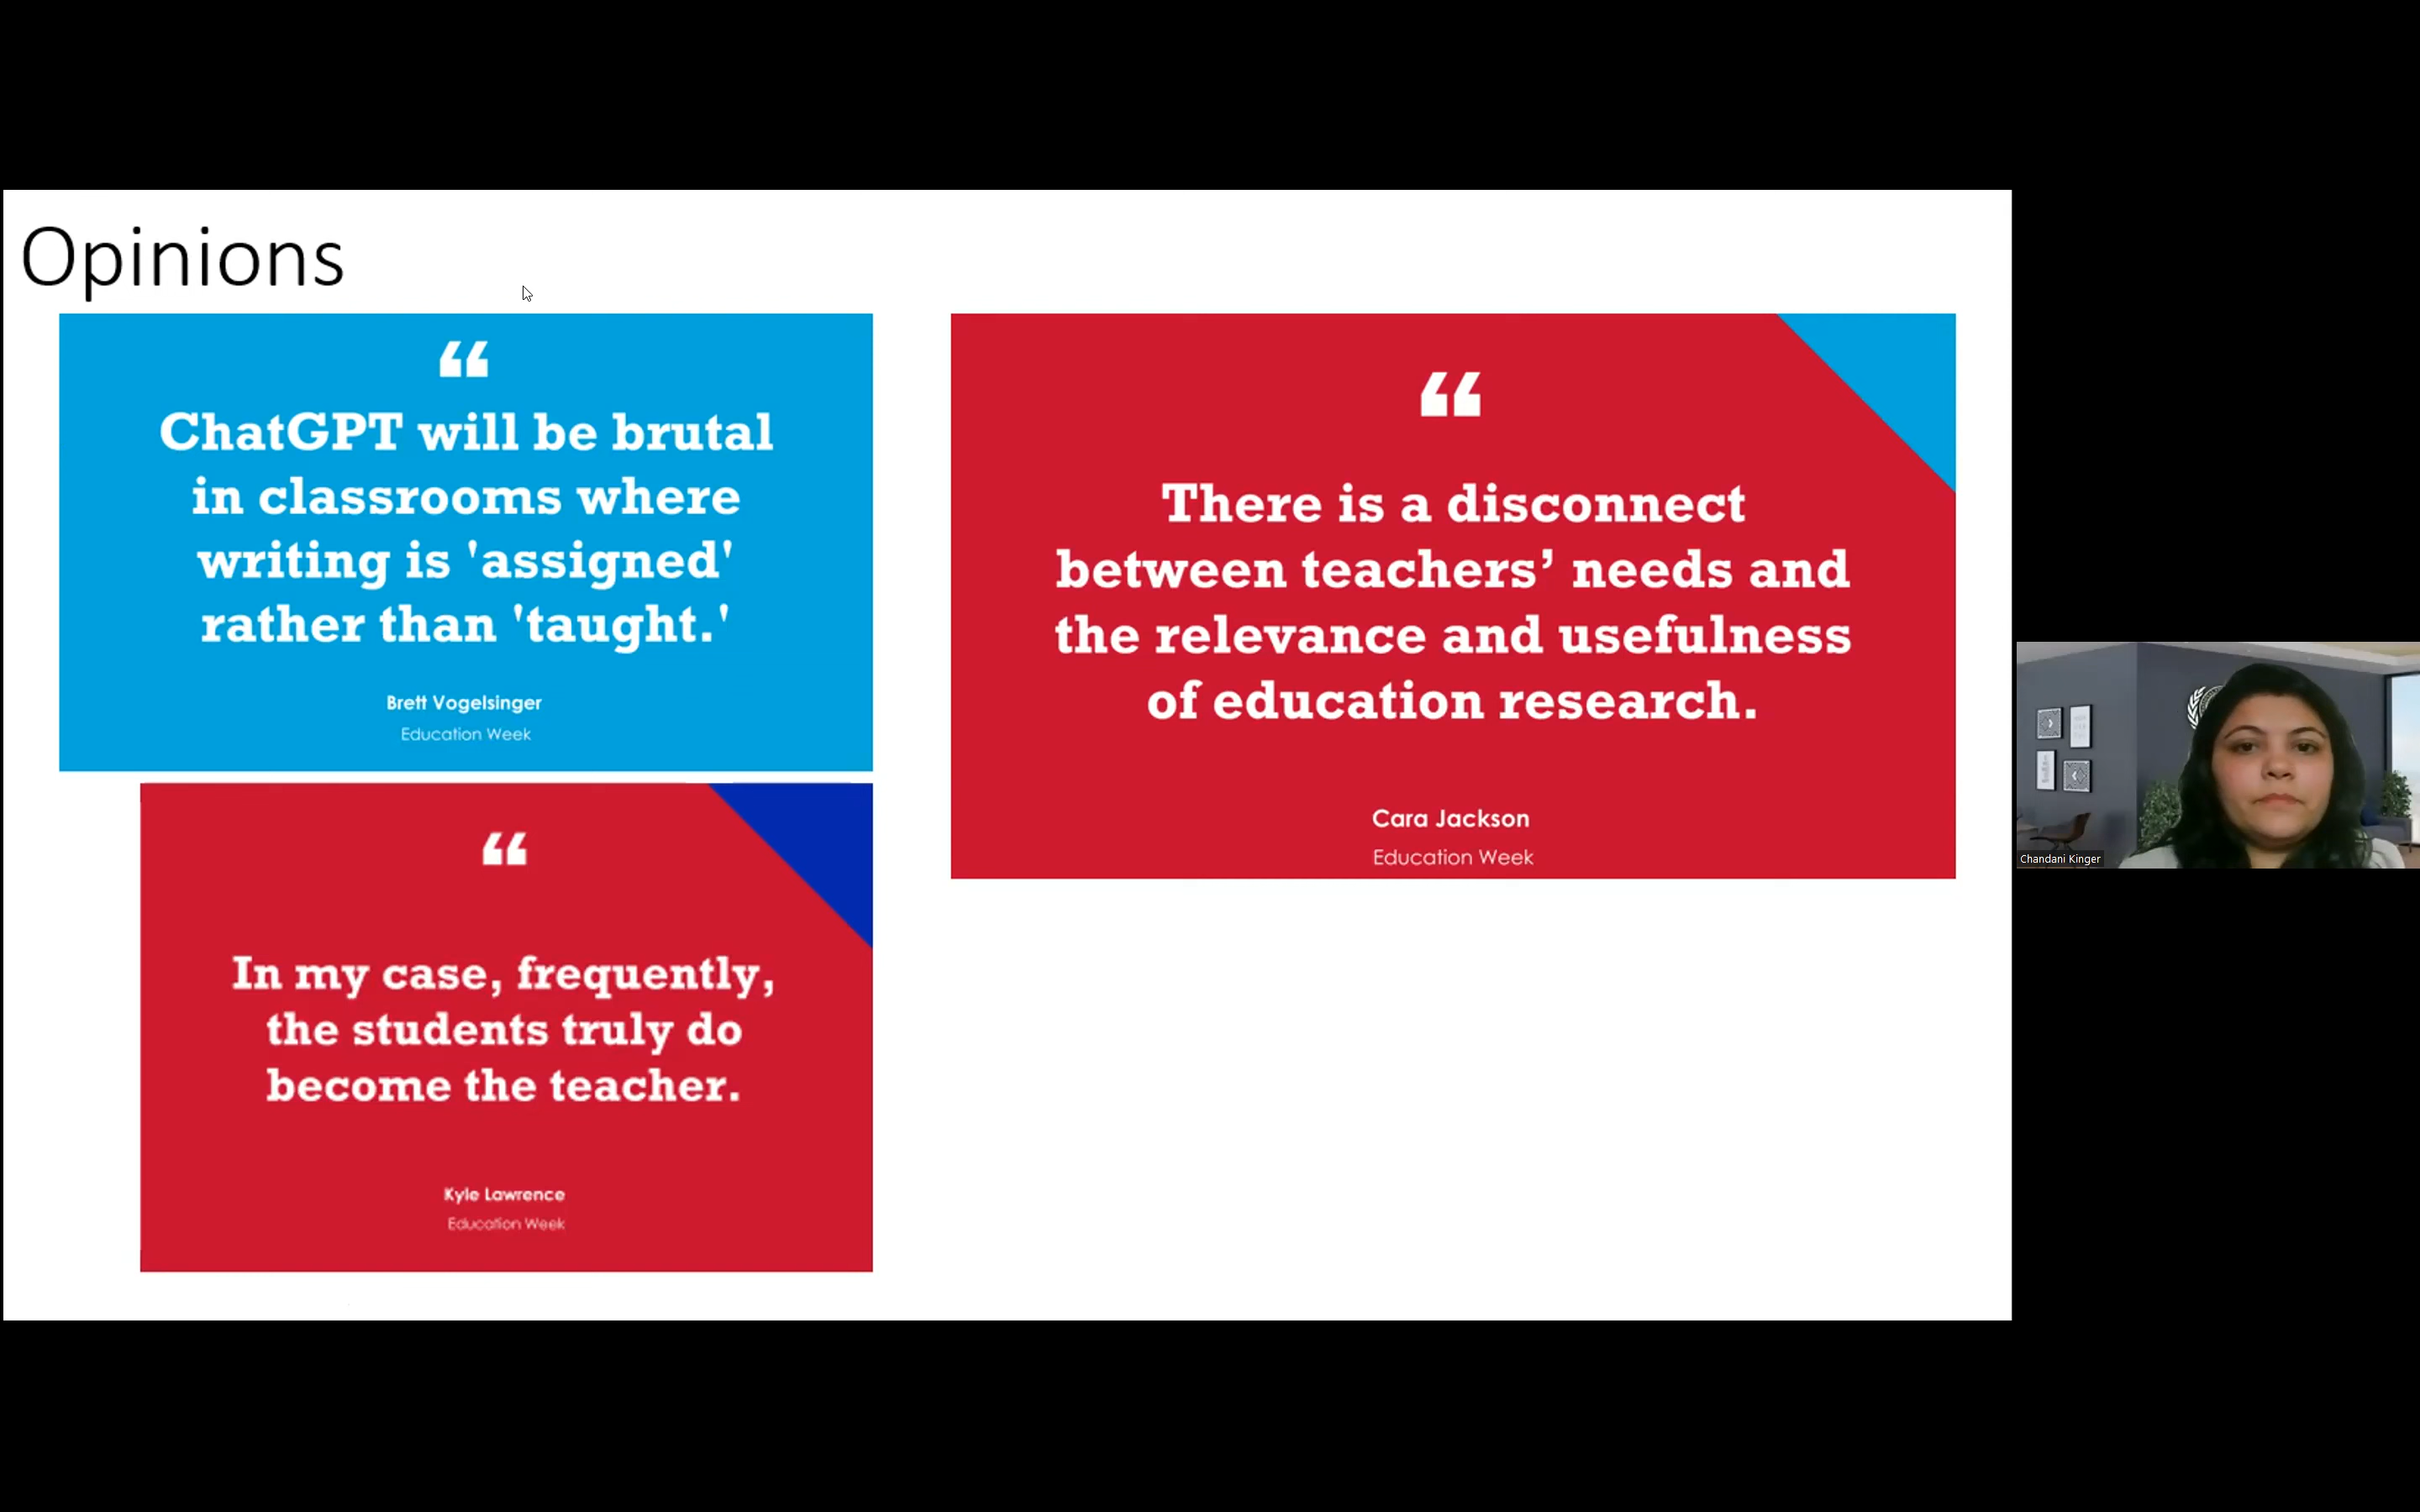 Opinions
“
ChatGPT will be brutal
in classrooms where
writing is 'assigned'
rather than 'taught.'
Brett Vogelsinger
Education Week
“
In my case, frequently,
the students truly do
become the teacher.
Kyle Lawrence
Education Week
“
There is a disconnect
between teachers’ needs and
the relevance and usefulness
of education research.
Cara Jackson
Education Week
Chandani Kinger